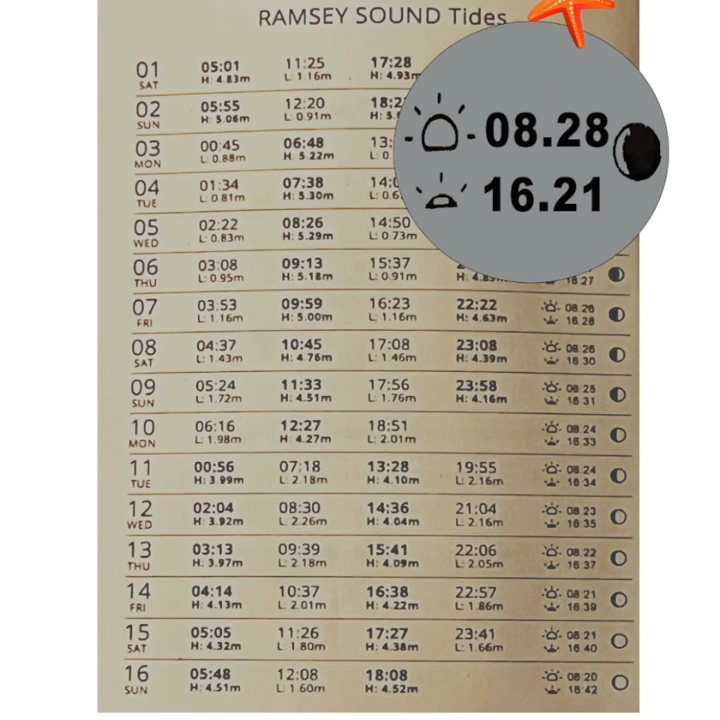 RAMSEY SOUND Tides
08.28
16.21
01 05:01 11:25 17:28
SAT H: 4.83m L: 1.16m H: 4.93m
02 05:55 12:20
SUN H: 5.06m L: 0.91m
03 00:45 06:48
MON L: 0.88m H: 5.22m
04 01:34 07:38
TUE L: 0.81m H: 5.30m
05 02:22 08:26 14:50
WED L: 0.83m H: 5.29m L: 0.73m
06 03:08 09:13 15:37
THU L: 0.95m H: 5.18m L: 0.91m 16 27
07 03:53 09:59 16:23 22:22 08 26
FRI L: 1.16m H: 5.00m L: 1.16m H: 4.63m 16 28
08 04:37 10:45 17:08 23:08 08 26
SAT L: 1.43m H: 4.76m L: 1.46m H: 4.39m 16 30
09 05:24 11:33 17:56 23:58 08 25
SUN L: 1.72m H: 4.51m L: 1.76m H: 4.16m 16 31
10 06:16 12:27 18:51 08 24
MON L: 1.98m H: 4.27m L: 2.01m 16 33
11 00:56 07:18 13:28 19:55 08 24
TUE H: 3.99m L: 2.18m H: 4.10m L: 2.16m 16 34
12 02:04 08:30 14:36 21:04 08 23
WED H: 3.92m L: 2.26m H: 4.04m L: 2.16m 16 35
13 03:13 09:39 15:41 22:06 08 22
THU H: 3.97m L: 2.18m H: 4.09m L: 2.05m 16 37
14 04:14 10:37 16:38 22:57 08 21
FRI H: 4.13m L: 2.01m H: 4.22m L: 1.86m 16 39
15 05:05 11:26 17:27 23:41 08 21
SAT H: 4.32m L: 1.80m H: 4.38m L: 1.66m 16 40
16 05:48 12:08 18:08 08 20
SUN H: 4.51m L: 1.60m H: 4.52m 16 42